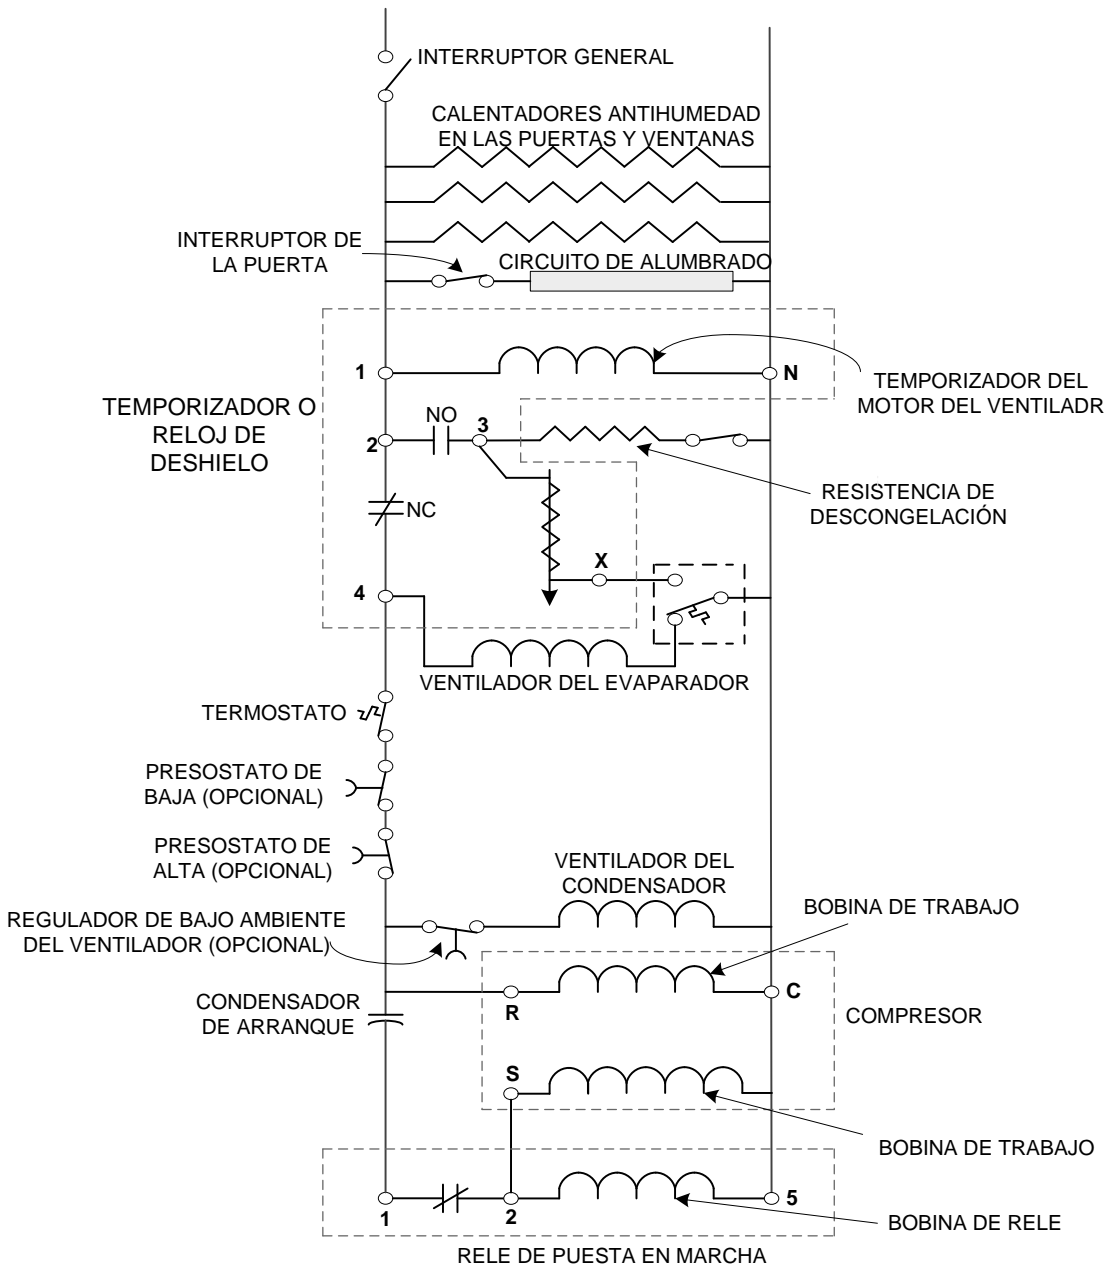 INTERRUPTOR GENERAL
CALENTADORES ANTIHUMEDAD
EN LAS PUERTAS Y VENTANAS
INTERRUPTOR DE
LA PUERTA
CIRCUITO DE ALUMBRADO
1
N
TEMPORIZADOR DEL
MOTOR DEL VENTILADR
TEMPORIZADOR O
RELOJ DE
DESHIELO
NO
2
3
NC
RESISTENCIA DE
DESCONGELACIÓN
X
4
VENTILADOR DEL EVAPARADOR
TERMOSTATO
PRESOSTATO DE
BAJA (OPCIONAL)
PRESOSTATO DE
ALTA (OPCIONAL)
VENTILADOR DEL
CONDENSADOR
REGULADOR DE BAJO AMBIENTE
DEL VENTILADOR (OPCIONAL)
BOBINA DE TRABAJO
CONDENSADOR
DE ARRANQUE
R
C
COMPRESOR
S
BOBINA DE TRABAJO
1
2
5
BOBINA DE RELE
RELE DE PUESTA EN MARCHA